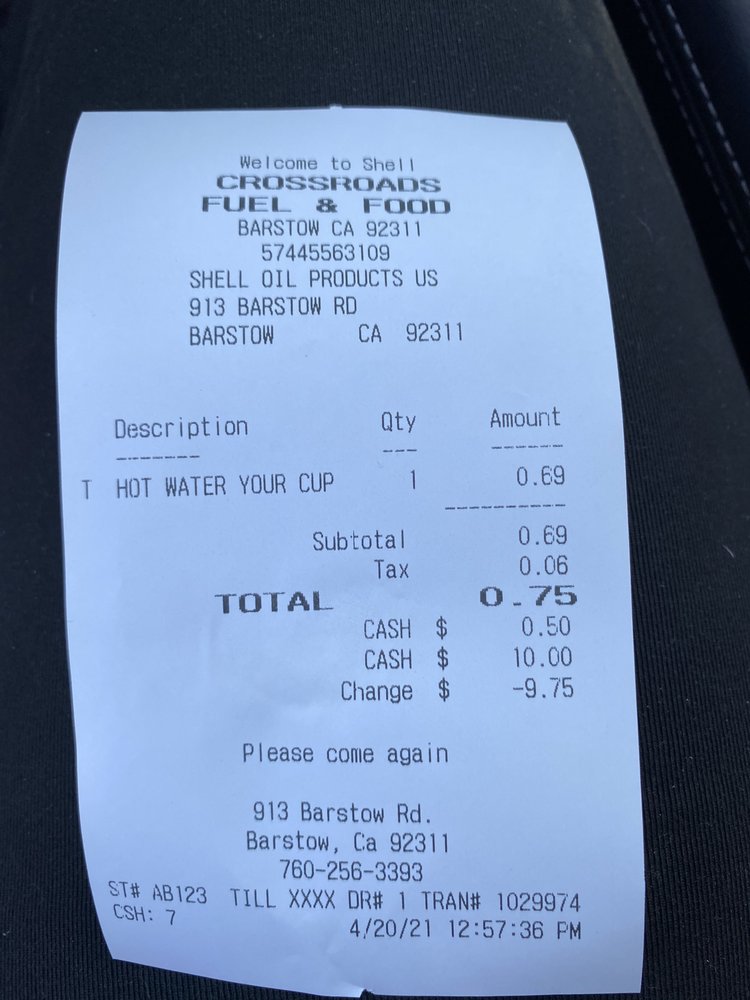 Welcome to Shell
CROSSROADS
FUEL & FOOD
BARSTOW CA 92311
57445563109
SHELL OIL PRODUCTS US
913 BARSTOW RD
BARSTOW CA 92311
Description Qty Amount
T HOT WATER YOUR CUP 1 0.69
Subtotal 0.69
Tax 0.06
TOTAL 0.75
CASH $ 0.50
CASH $ 10.00
Change $ -9.75
Please come again
913 Barstow Rd.
Barstow, Ca 92311
760-256-3393
ST# AB123 TILL XXXX DR# 1 TRAN# 1029974
CSH: 7 4/20/21 12:57:36 PM